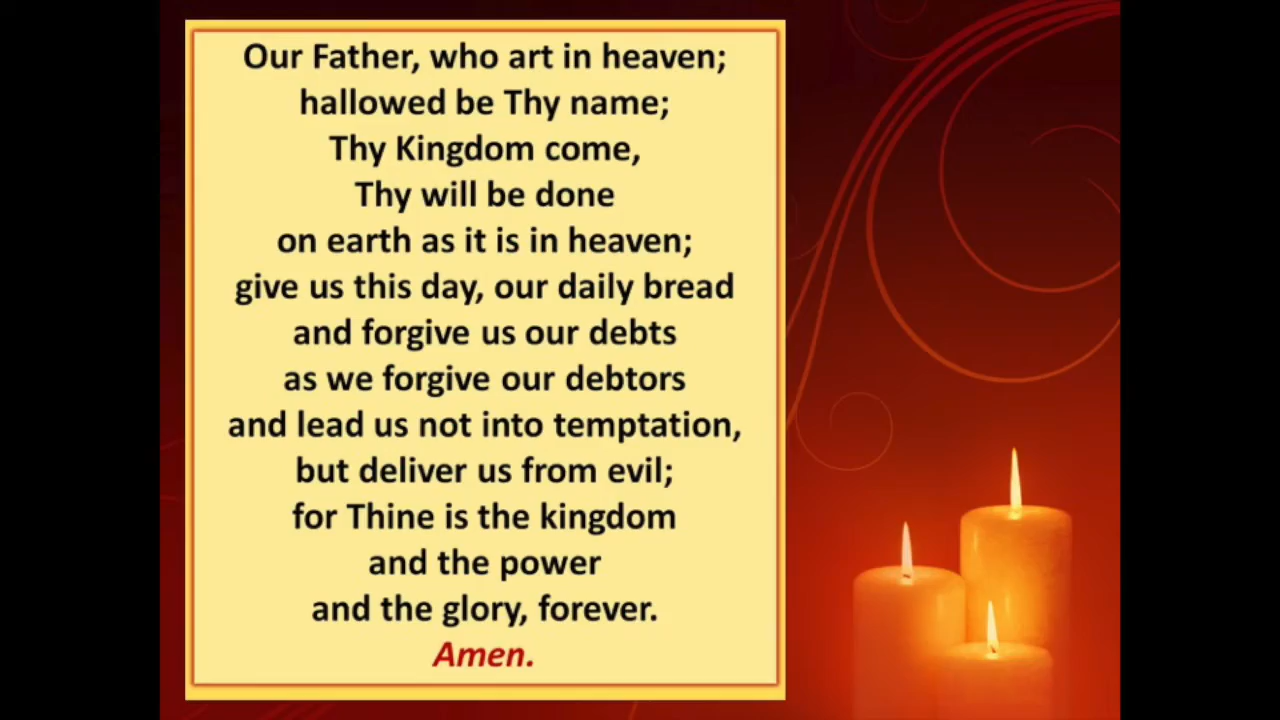 Our Father, who art in heaven;
hallowed be Thy name;
Thy Kingdom come,
Thy will be done
on earth as it is in heaven;
give us this day, our daily bread
and forgive us our debts
as we forgive our debtors
and lead us not into temptation,
but deliver us from evil;
for Thine is the kingdom
and the power
and the glory, forever.
Amen.